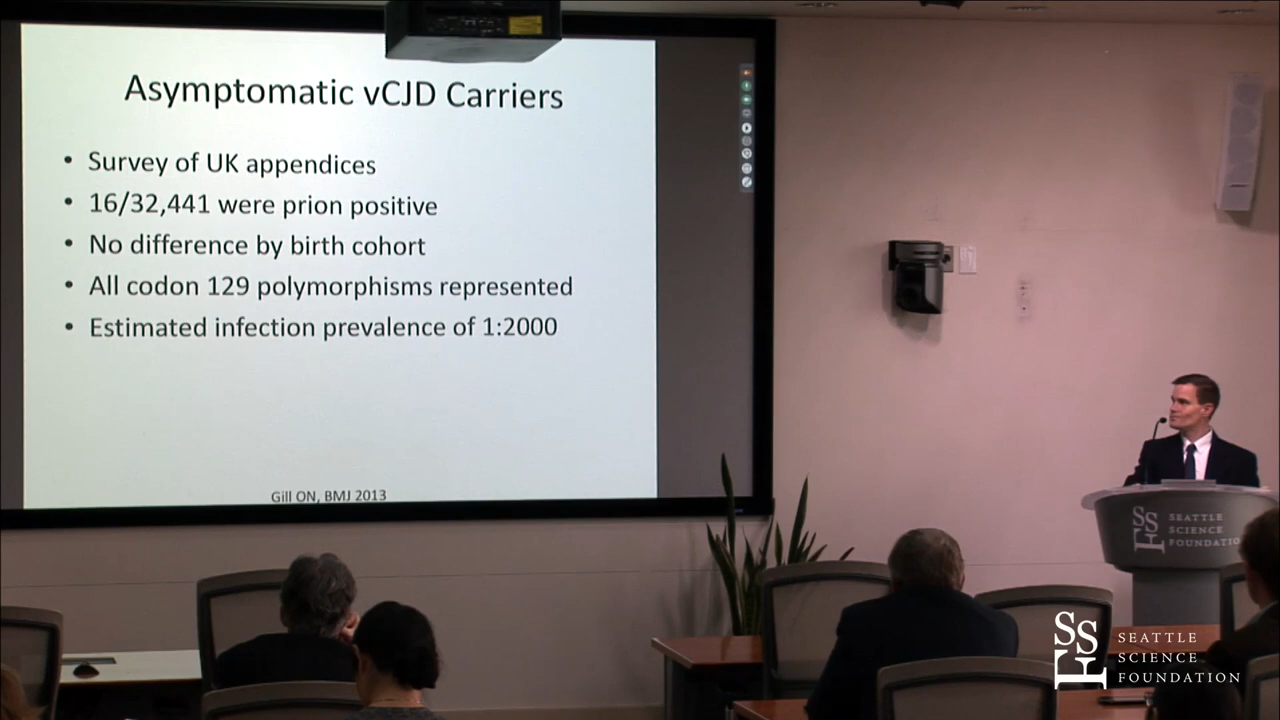 Asymptomatic vCJD Carriers
• Survey of UK appendices
• 16/32,441 were prion positive
• No difference by birth cohort
• All codon 129 polymorphisms represented
• Estimated infection prevalence of 1:2000
Gill ON, BMJ 2013
SSF
SEATTLE
SCIENCE
FOUNDATIO
SSF
SEATTLE
SCIENCE
FOUNDATION